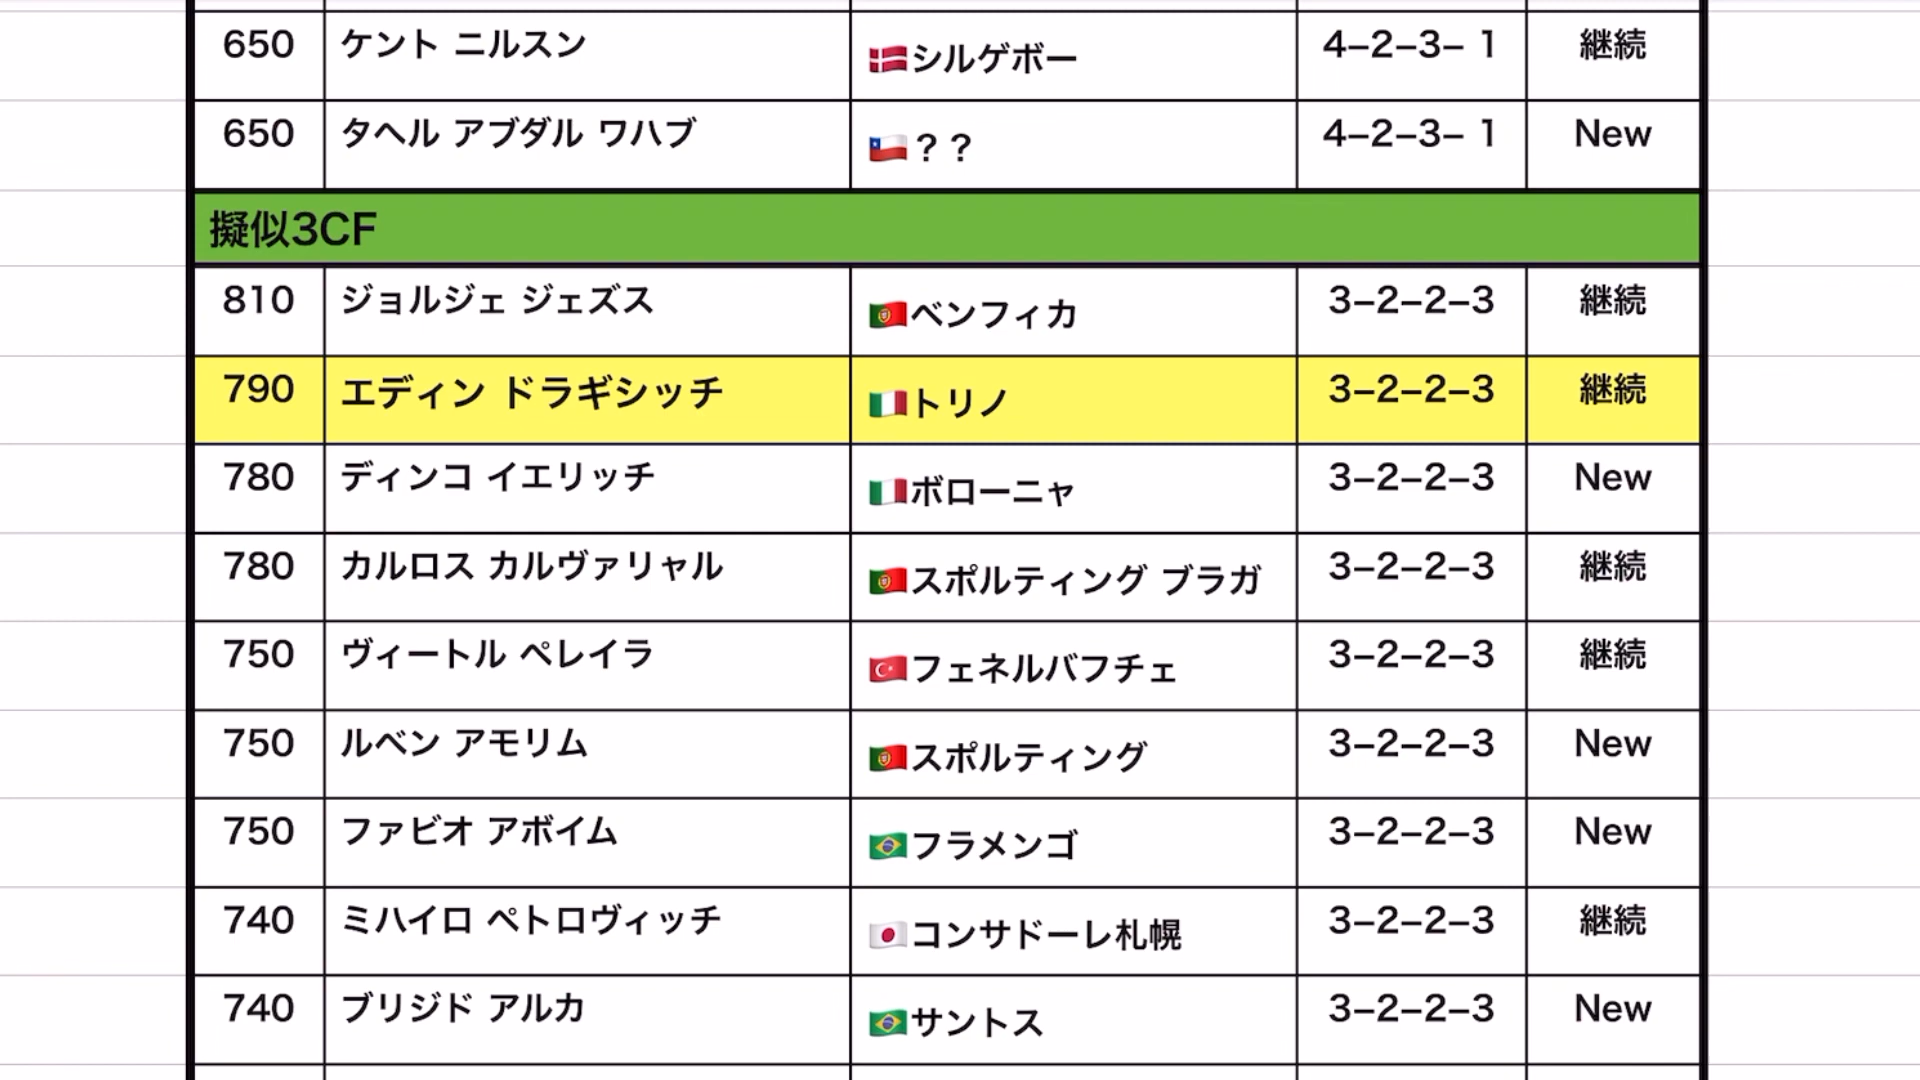 650 ケント ニルスン シルゲボー 4–2–3– 1 継続
650 タヘル アブダル ワハブ ？？ 4–2–3– 1 New
擬似3CF
810 ジョルジェ ジェズス ベンフィカ 3–2–2–3 継続
790 エディン ドラギシッチ トリノ 3–2–2–3 継続
780 ディンコ イエリッチ ボローニャ 3–2–2–3 New
780 カルロス カルヴァリャル スポルティング ブラガ 3–2–2–3 継続
750 ヴィートル ペレイラ フェネルバフチェ 3–2–2–3 継続
750 ルベン アモリム スポルティング 3–2–2–3 New
750 ファビオ アボイム フラメンゴ 3–2–2–3 New
740 ミハイロ ペトロヴィッチ コンサドーレ札幌 3–2–2–3 継続
740 ブリジド アルカ サントス 3–2–2–3 New